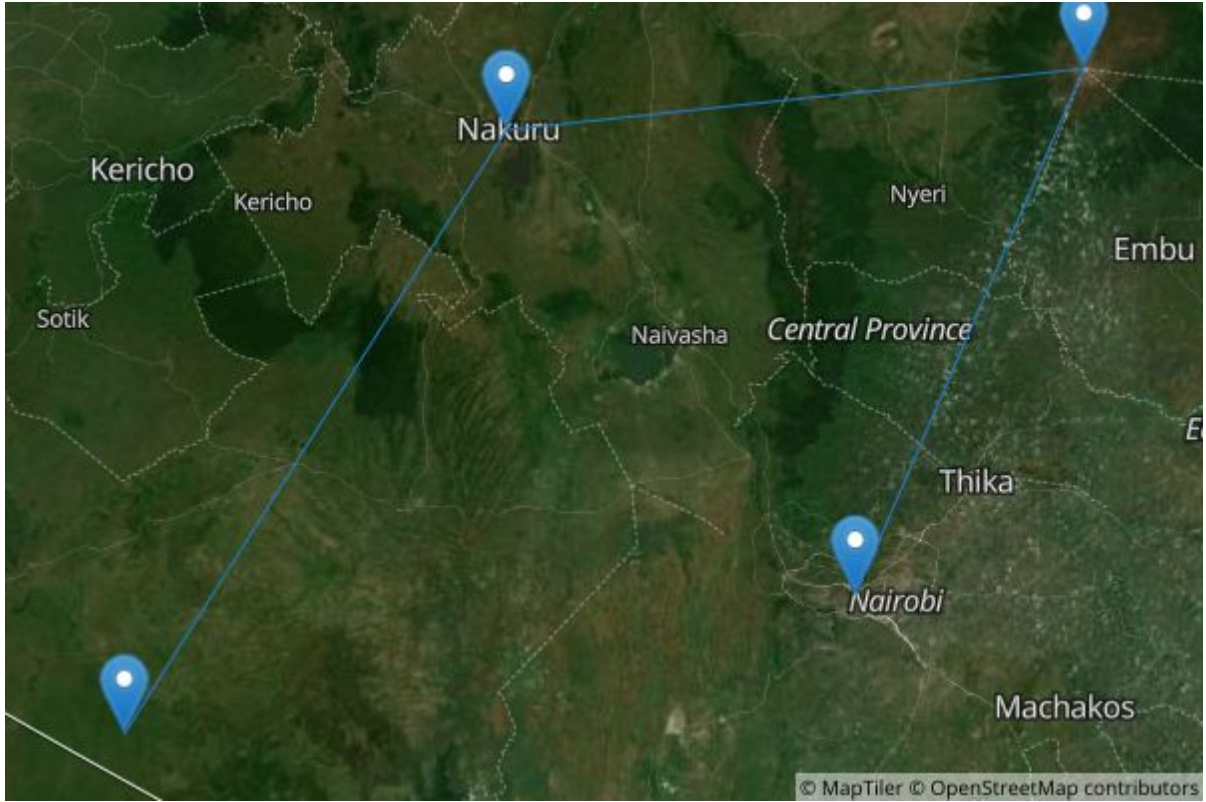 Nakuru
Kericho
Kericho
Nyeri
Embu
Sotik
Naivasha
Central Province
Thika
Nairobi
Machakos
© MapTiler © OpenStreetMap contributors